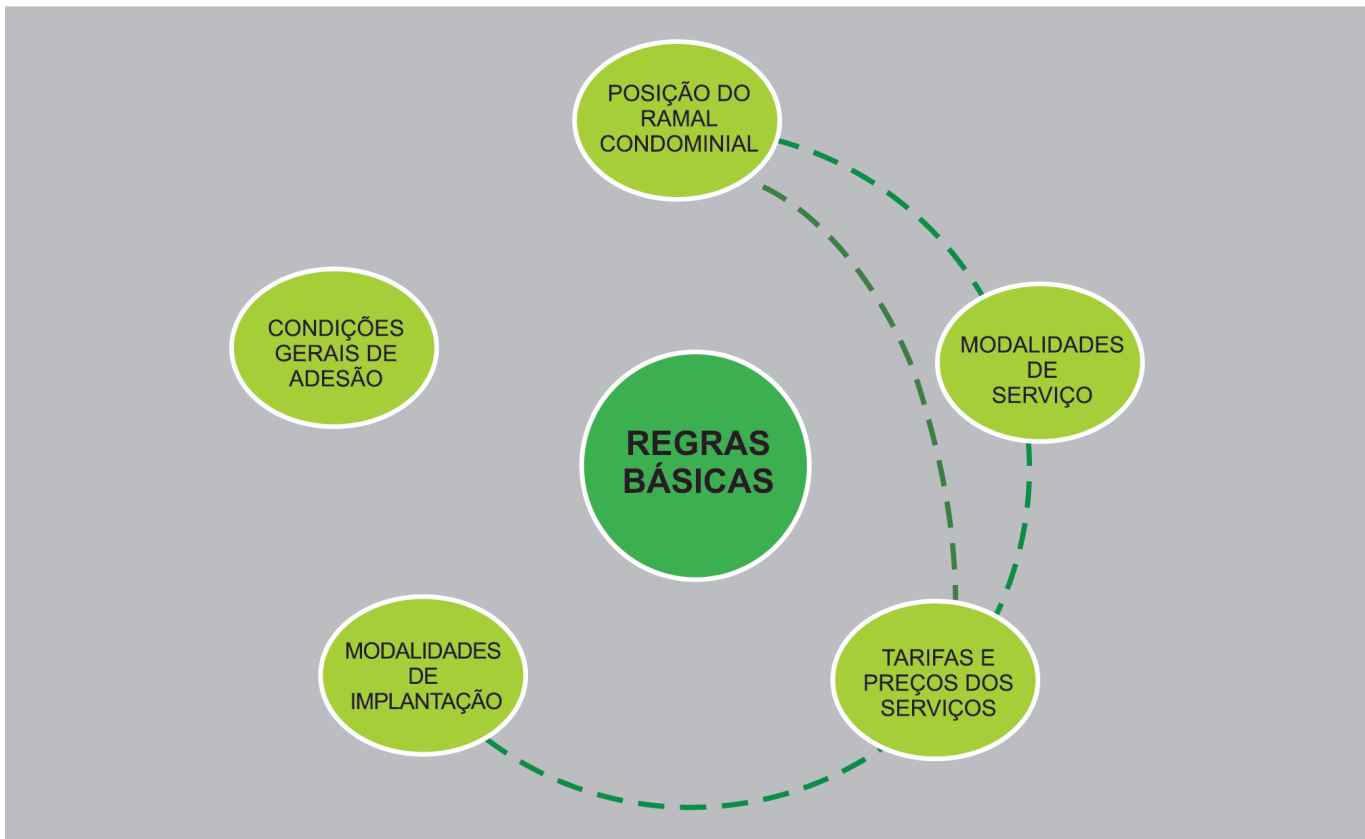 POSIÇÃO DO
RAMAL
CONDOMINIAL
CONDIÇÕES
GERAIS DE
ADESÃO
MODALIDADES
DE
SERVIÇO
REGRAS
BÁSICAS
MODALIDADES
DE
IMPLANTAÇÃO
TARIFAS E
PREÇOS DOS
SERVIÇOS